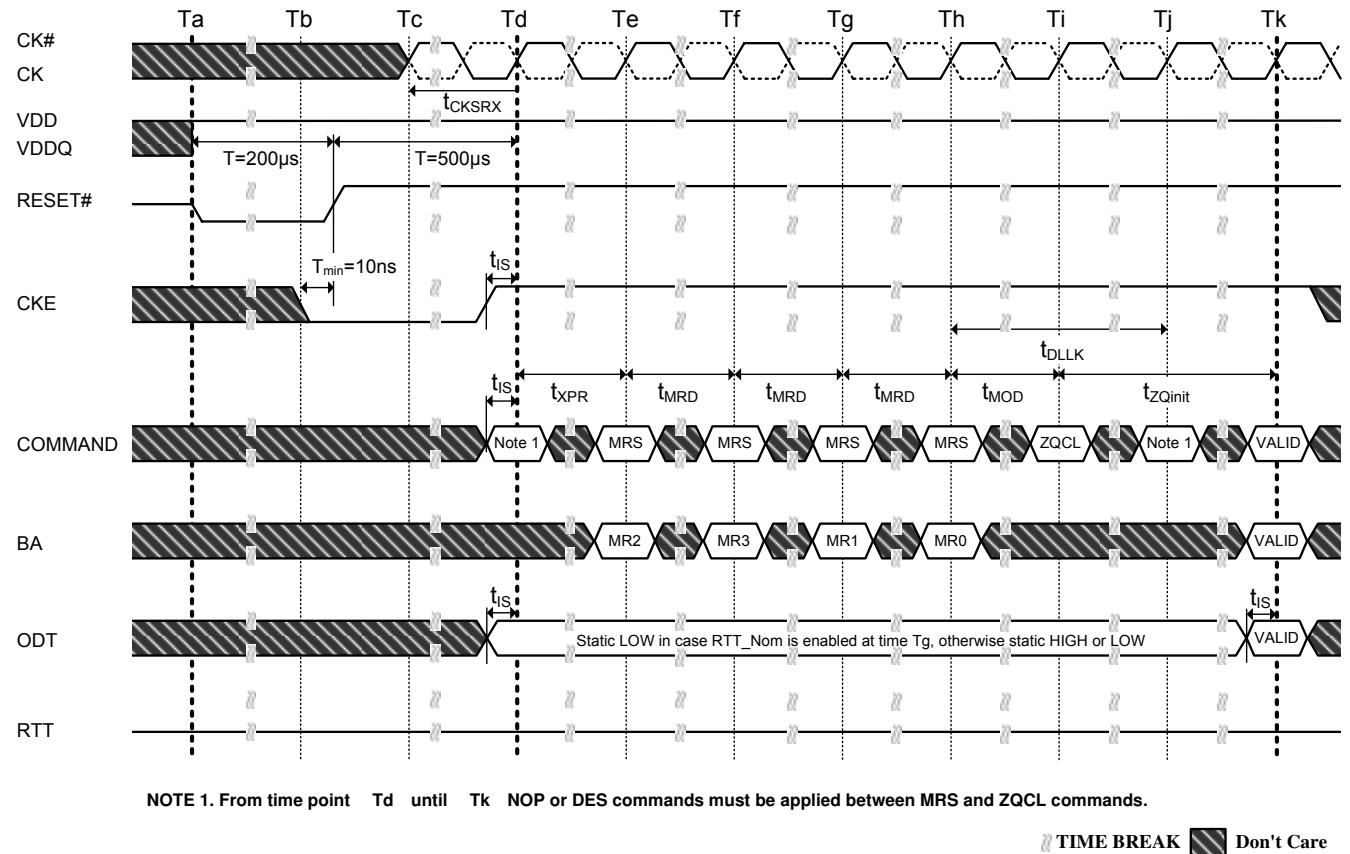 Ta Tb Tc Td Te Tf Tg Th Ti Tj Tk
CK#
CK
tCKSRX
VDD
VDDQ
T=200µs T=500µs
RESET#
Tmin=10ns tIS
CKE
tDLLK
tIS tXPR tMRD tMRD tMRD tMOD tZQinit
COMMAND Note 1 MRS MRS MRS MRS ZQCL Note 1 VALID
BA MR2 MR3 MR1 MR0 VALID
tIS tIS
ODT Static LOW in case RTT_Nom is enabled at time Tg, otherwise static HIGH or LOW VALID
RTT
NOTE 1. From time point Td until Tk NOP or DES commands must be applied between MRS and ZQCL commands.
TIME BREAK Don't Care